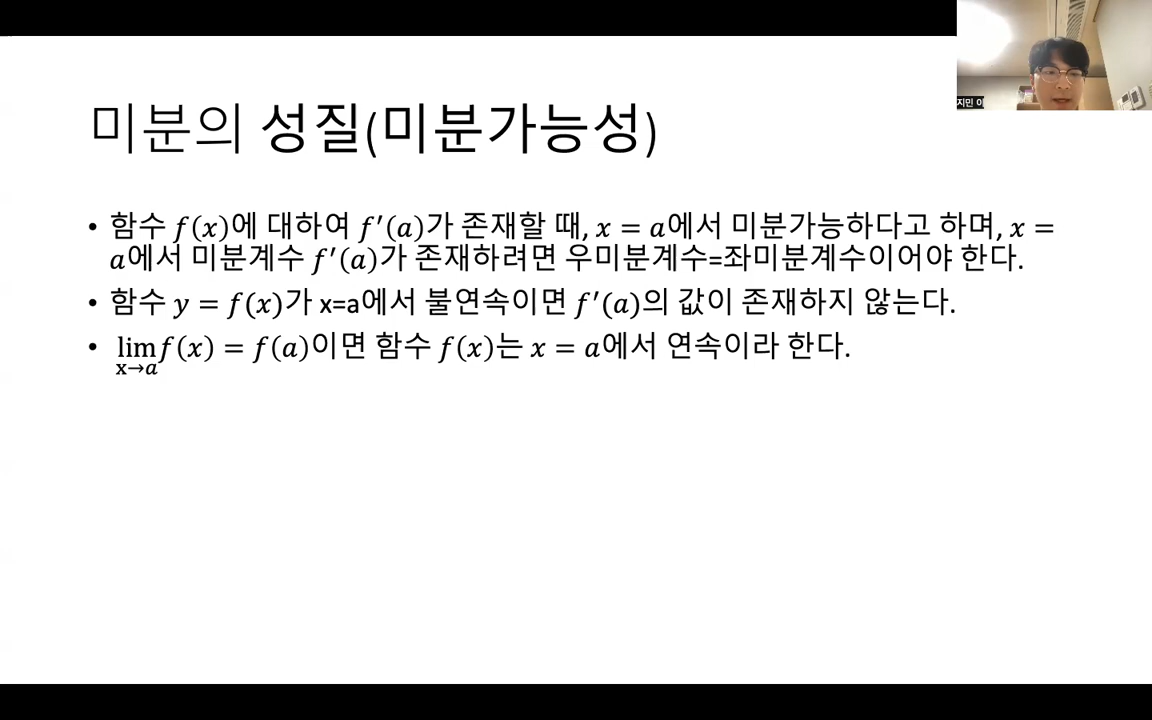 미분의 성질(미분가능성)
지민 이
• 함수 f(x)에 대하여 f′(a)가 존재할 때, x = a에서 미분가능하다고 하며, x =
a에서 미분계수 f′(a)가 존재하려면 우미분계수=좌미분계수이어야 한다.
• 함수 y = f(x)가 x=a에서 불연속이면 f′(a)의 값이 존재하지 않는다.
• lim f(x) = f(a)이면 함수 f(x)는 x = a에서 연속이라 한다.
x→a